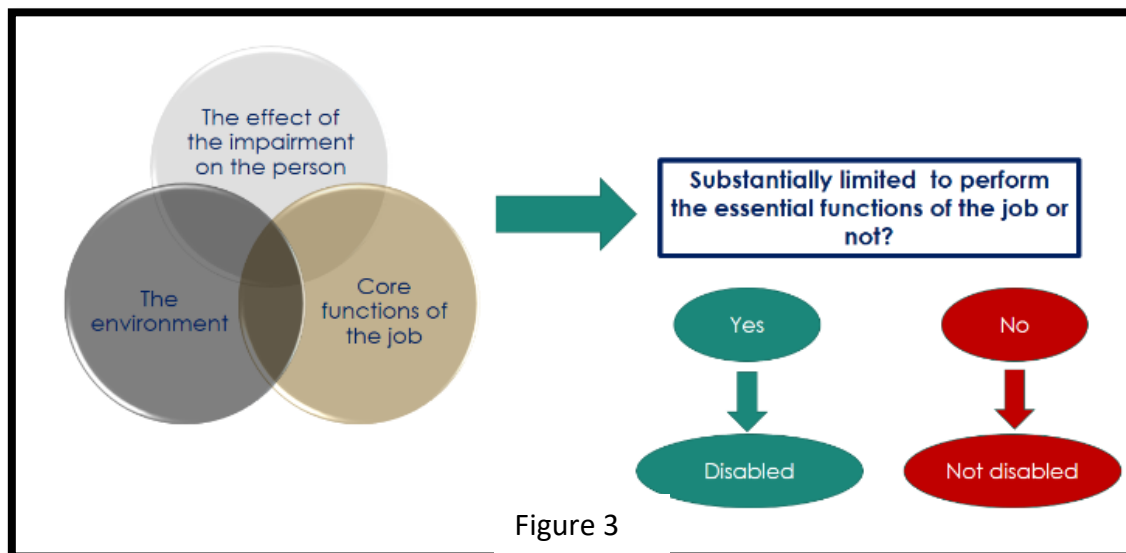 The effect of
the impairment
on the person
The
environment
Core
functions of
the job
Substantially limited to perform
the essential functions of the job or
not?
Yes
No
Disabled
Not disabled
Figure 3